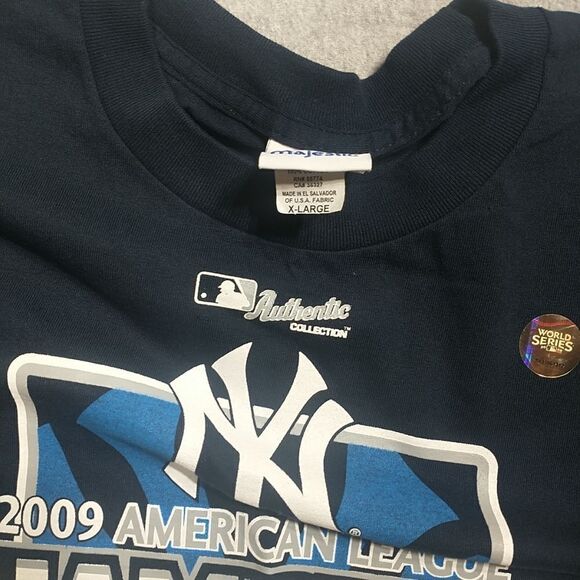 majestic
RN# 55774
CA# 36327
MADE IN EL SALVADOR
OF U.S.A. FABRIC
X-LARGE
Authentic
COLLECTION™
WORLD
SERIES
NY
®
2009 AMERICAN LEAGUE